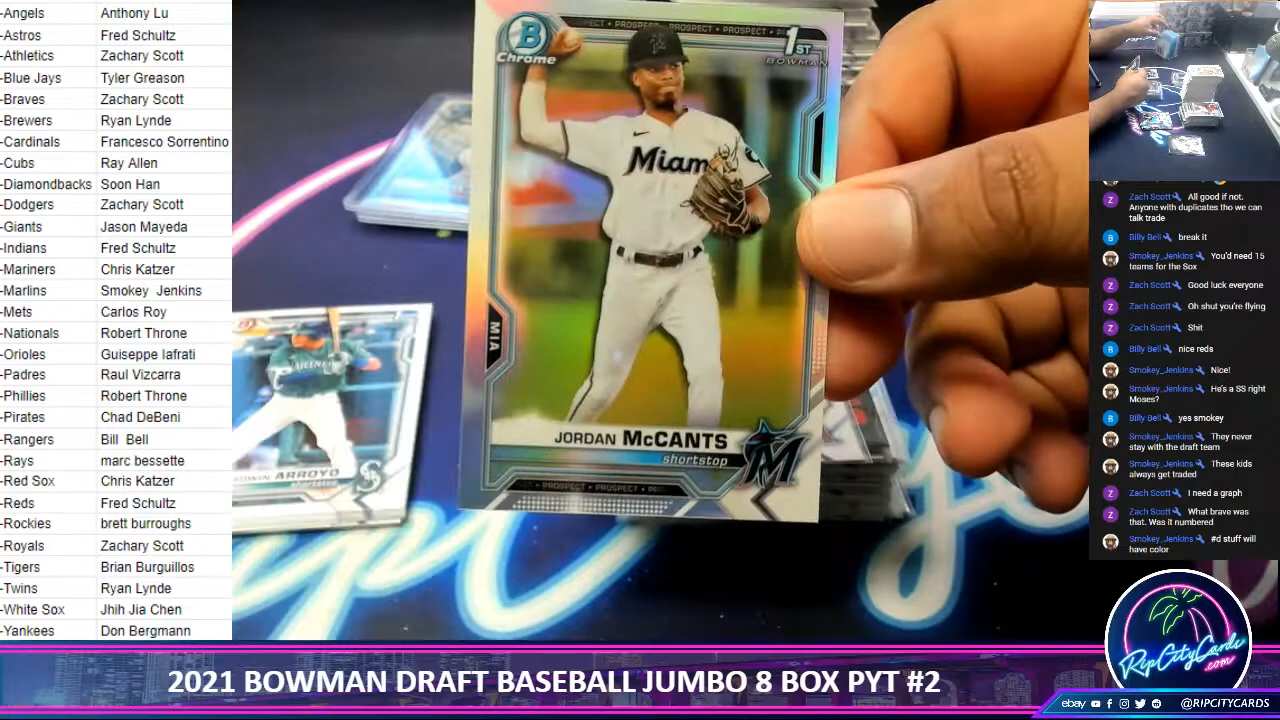 -Angels Anthony Lu
-Astros Fred Schultz
-Athletics Zachary Scott
-Blue Jays Tyler Greason
-Braves Zachary Scott
-Brewers Ryan Lynde
-Cardinals Francesco Sorrentino
-Cubs Ray Allen
-Diamondbacks Soon Han
-Dodgers Zachary Scott
-Giants Jason Mayeda
-Indians Fred Schultz
-Mariners Chris Katzer
-Marlins Smokey Jenkins
-Mets Carlos Roy
-Nationals Robert Throne
-Orioles Guiseppe Iafrati
-Padres Raul Vizcarra
-Phillies Robert Throne
-Pirates Chad DeBeni
-Rangers Bill Bell
-Rays marc bessette
-Red Sox Chris Katzer
-Reds Fred Schultz
-Rockies brett burroughs
-Royals Zachary Scott
-Tigers Brian Burguillos
-Twins Ryan Lynde
-White Sox Jhih Jia Chen
-Yankees Don Bergmann
B
Chrome
PROSPECT • PROSPECT
1ST
BOWMAN
Miam
MIA
JORDAN McCANTS
shortstop
M
• PROSPECT • PROSPECT •
ARROYO
shortstop
Z Zach Scott All good if not.
Anyone with duplicates tho we can
talk trade
B Billy Bell break it
Smokey_Jenkins You'd need 15
teams for the Sox
Z Zach Scott Good luck everyone
Z Zach Scott Oh shut you're flying
Z Zach Scott Shit
B Billy Bell nice reds
Smokey_Jenkins Nice!
Smokey_Jenkins He's a SS right
Moses?
B Billy Bell yes smokey
Smokey_Jenkins They never
stay with the draft team
Smokey_Jenkins These kids
always get traded
Z Zach Scott I need a graph
Z Zach Scott What brave was
that. Was it numbered
Smokey_Jenkins #d stuff will
have color
RipCityCards
.com
2021 BOWMAN DRAFT BASEBALL JUMBO 8 BOX PYT #2
ebay @RIPCITYCARDS